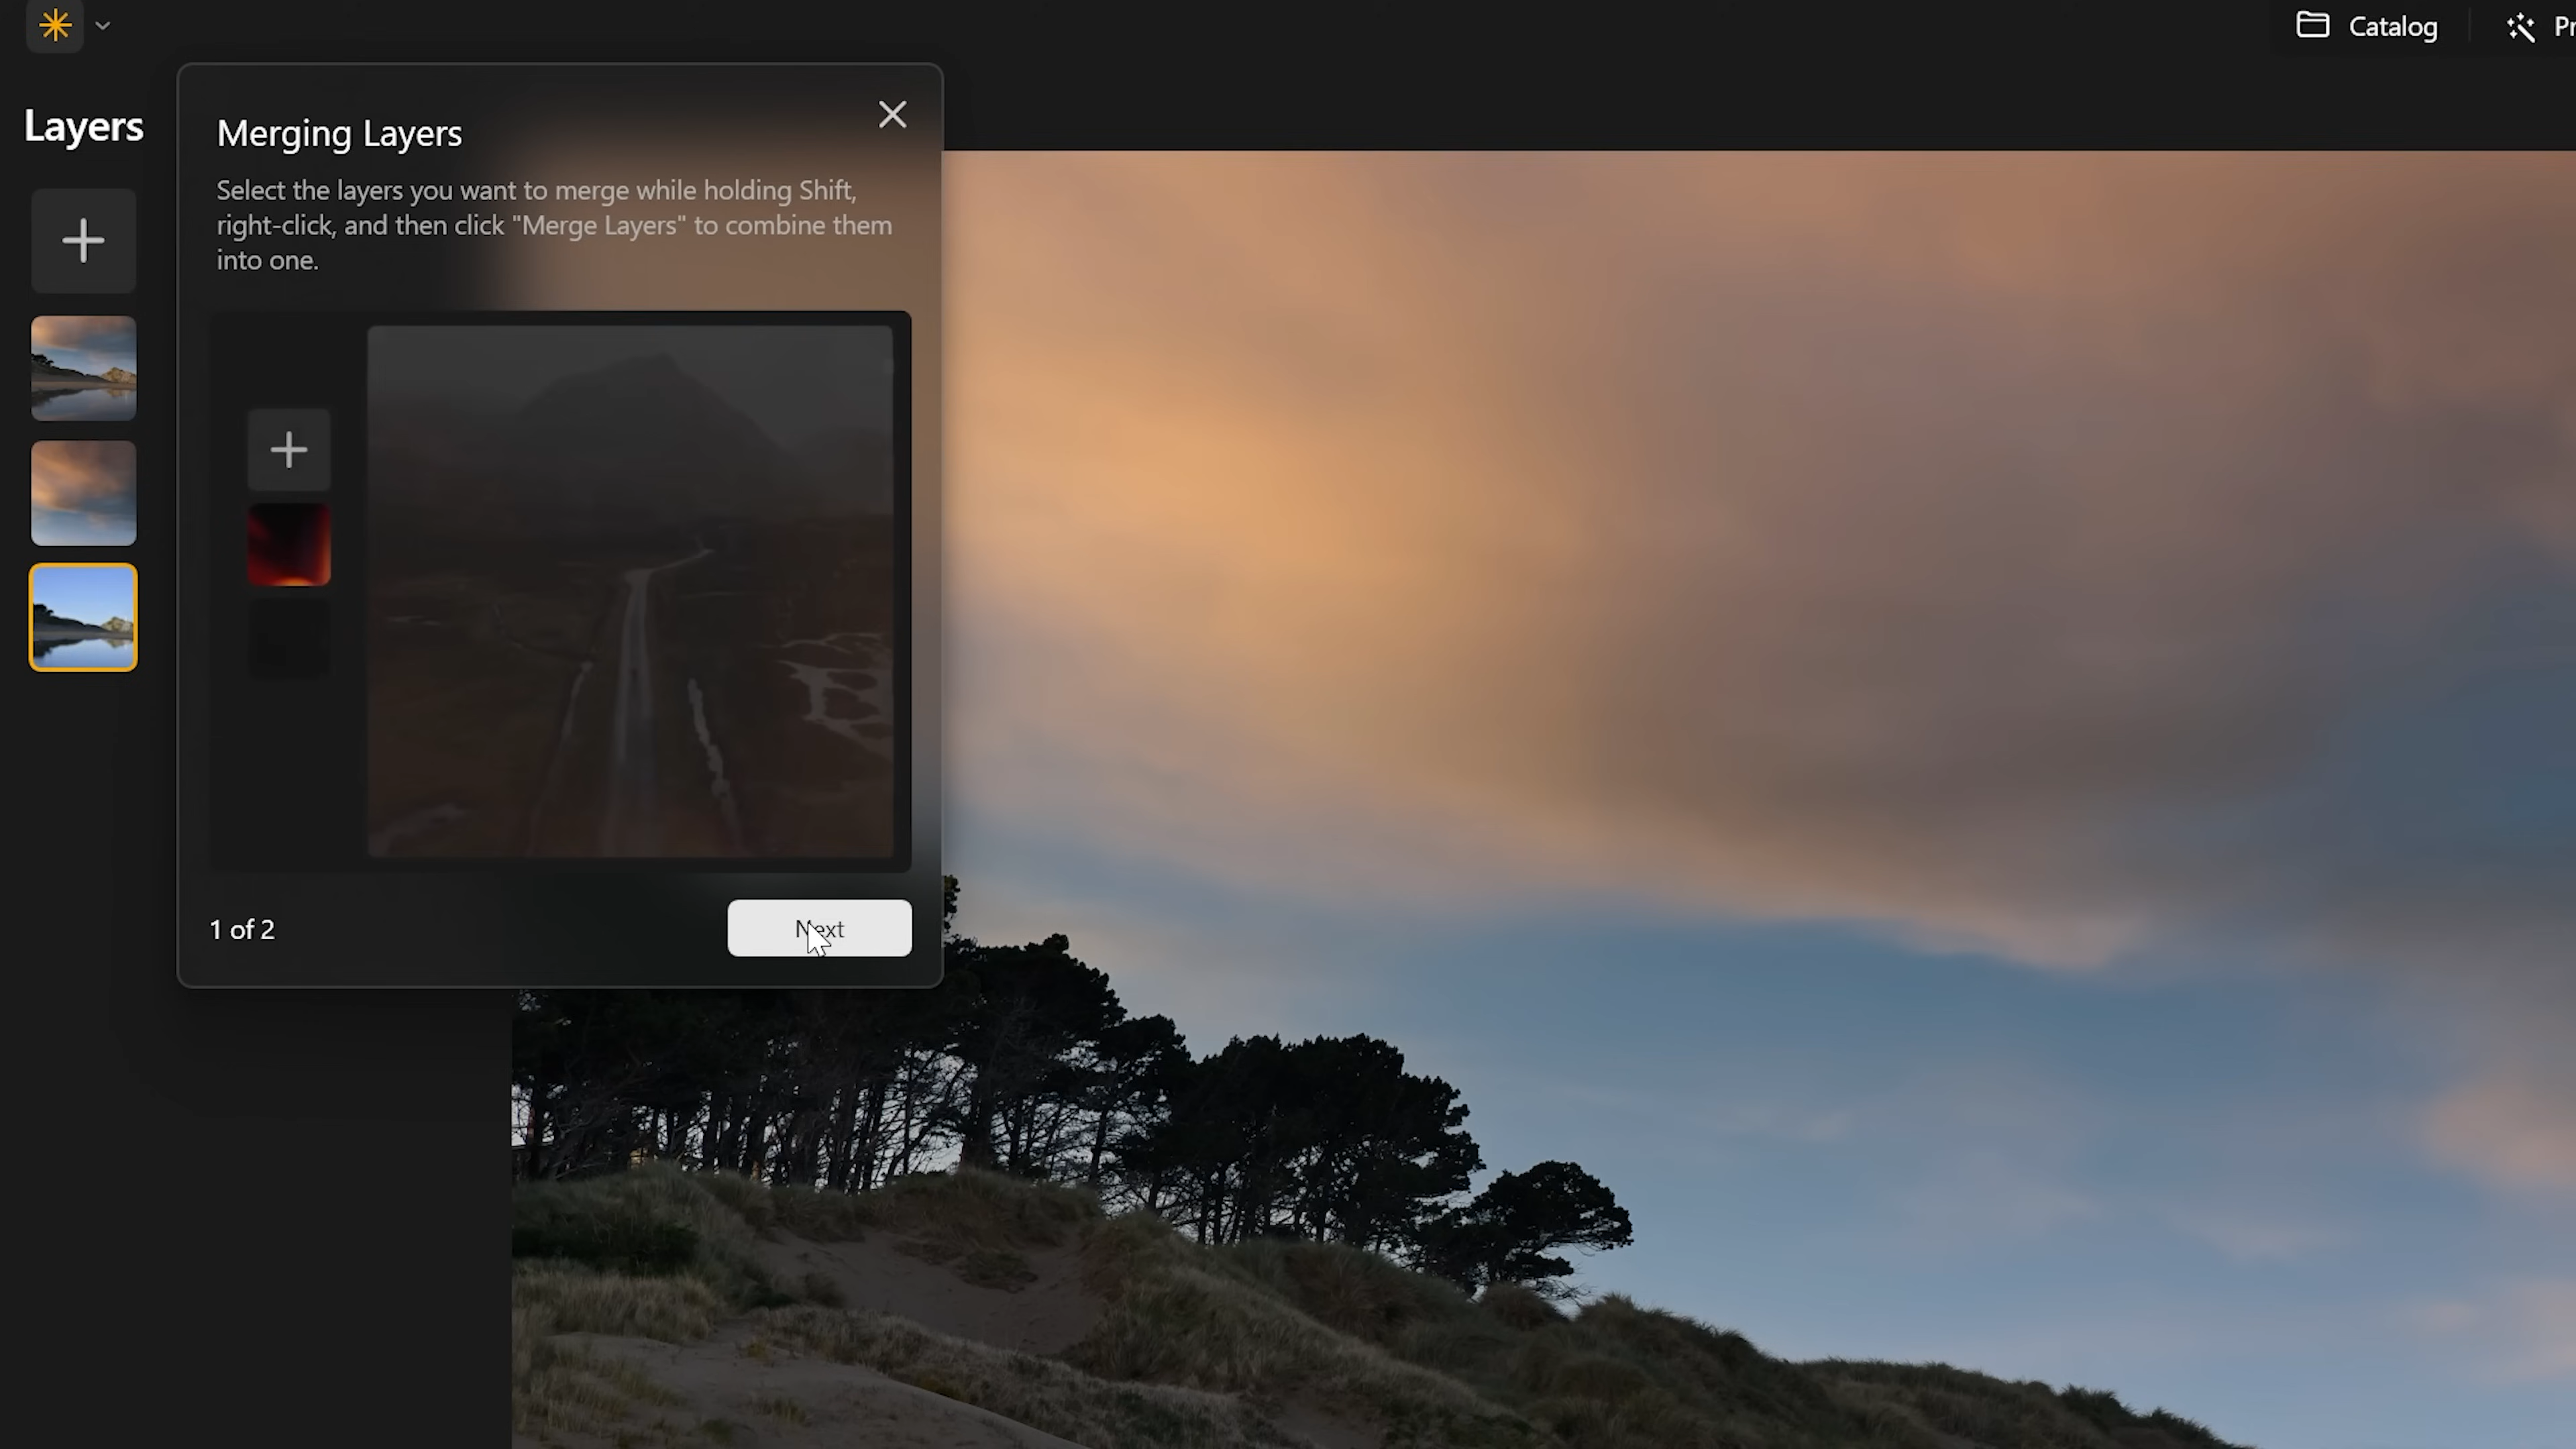 Catalog
Layers
Merging Layers
Select the layers you want to merge while holding Shift,
right-click, and then click "Merge Layers" to combine them
into one.
1 of 2
Next